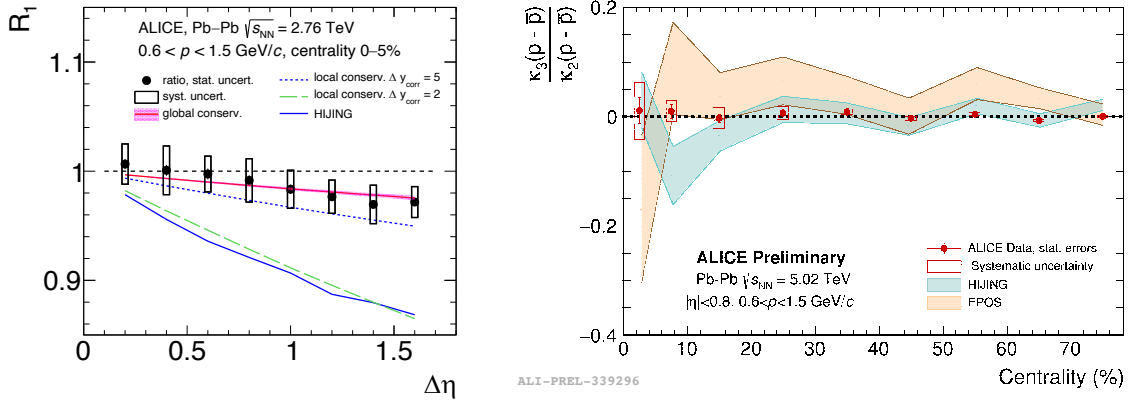 R1
ALICE, Pb–Pb √sNN = 2.76 TeV
0.6 < p < 1.5 GeV/c, centrality 0–5%
ratio, stat. uncert.
syst. uncert.
global conserv.
local conserv. Δ ycorr = 5
local conserv. Δ ycorr = 2
HIJING
1.1
1
0.9
0
0.5
1
1.5
Δη
κ3(p - p̅)
κ2(p - p̅)
0.2
0
−0.2
−0.4
ALICE Preliminary
Pb-Pb √sNN = 5.02 TeV
|η|<0.8, 0.6<p<1.5 GeV/c
ALICE Data, stat. errors
Systematic uncertainty
HIJING
EPOS
0
10
20
30
40
50
60
70
Centrality (%)
ALI-PREL-339296